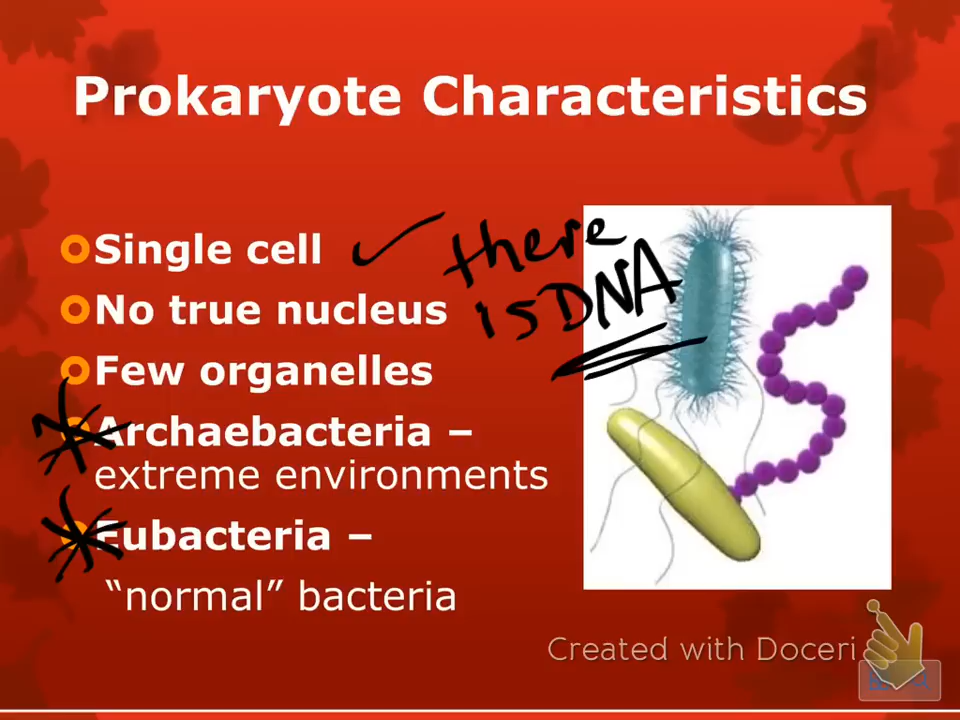 Prokaryote Characteristics
Single cell
there
is DNA
No true nucleus
Few organelles
Archaebacteria –
extreme environments
Eubacteria –
“normal” bacteria
Created with Doceri